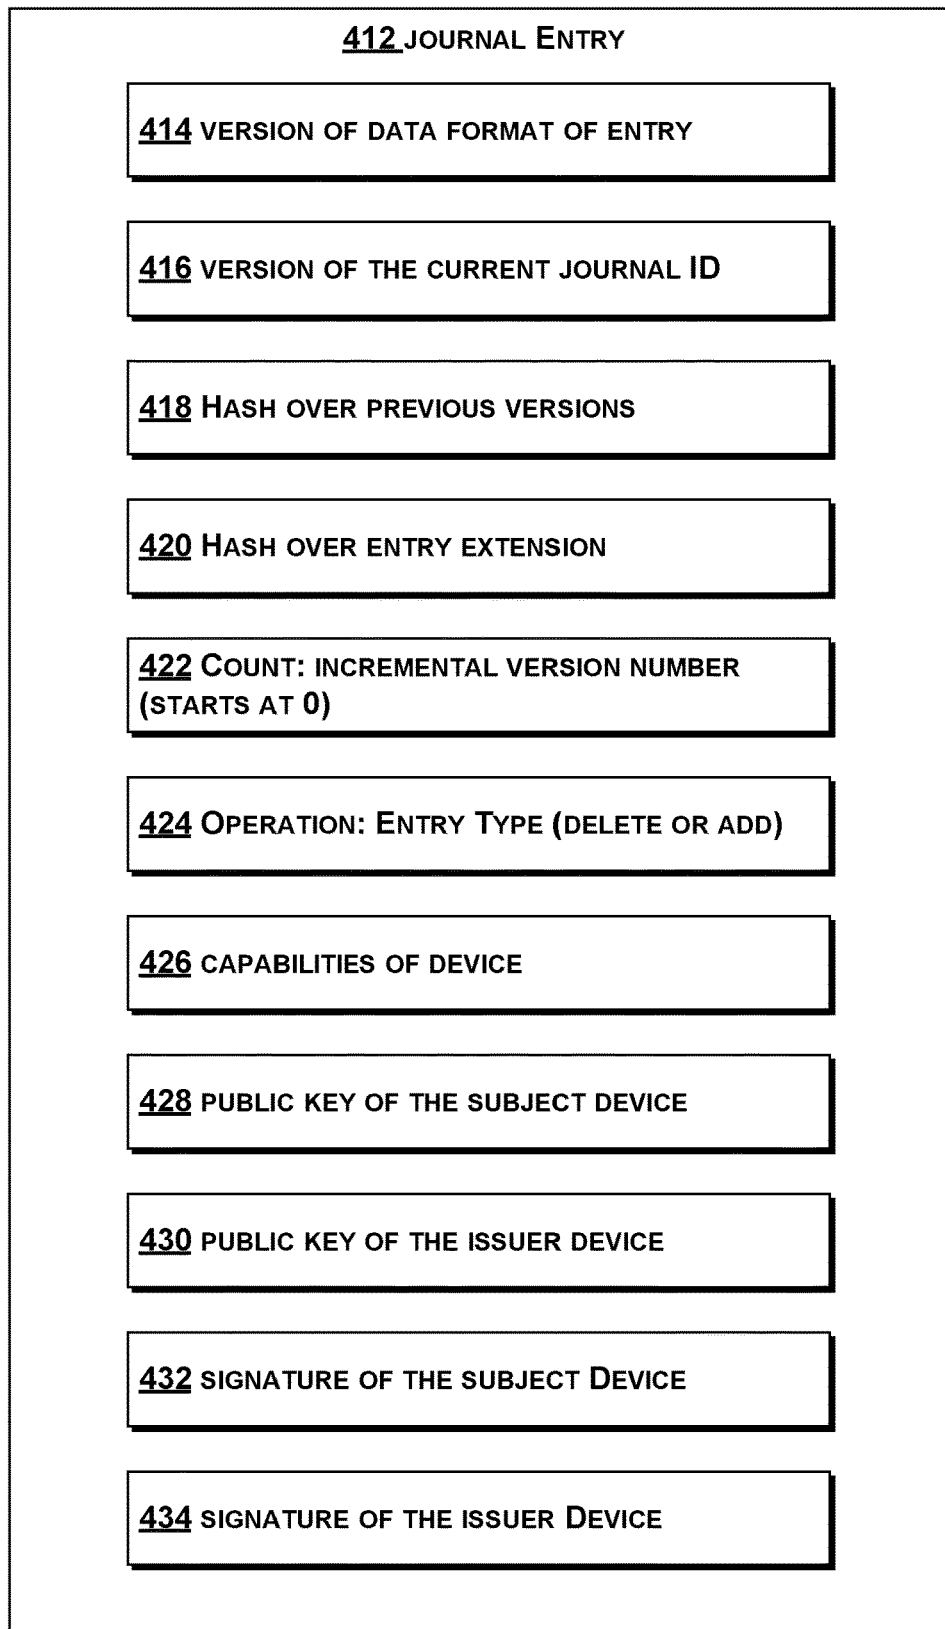 412 JOURNAL ENTRY
414 VERSION OF DATA FORMAT OF ENTRY
416 VERSION OF THE CURRENT JOURNAL ID
418 HASH OVER PREVIOUS VERSIONS
420 HASH OVER ENTRY EXTENSION
422 COUNT: INCREMENTAL VERSION NUMBER
(STARTS AT 0)
424 OPERATION: ENTRY TYPE (DELETE OR ADD)
426 CAPABILITIES OF DEVICE
428 PUBLIC KEY OF THE SUBJECT DEVICE
430 PUBLIC KEY OF THE ISSUER DEVICE
432 SIGNATURE OF THE SUBJECT DEVICE
434 SIGNATURE OF THE ISSUER DEVICE